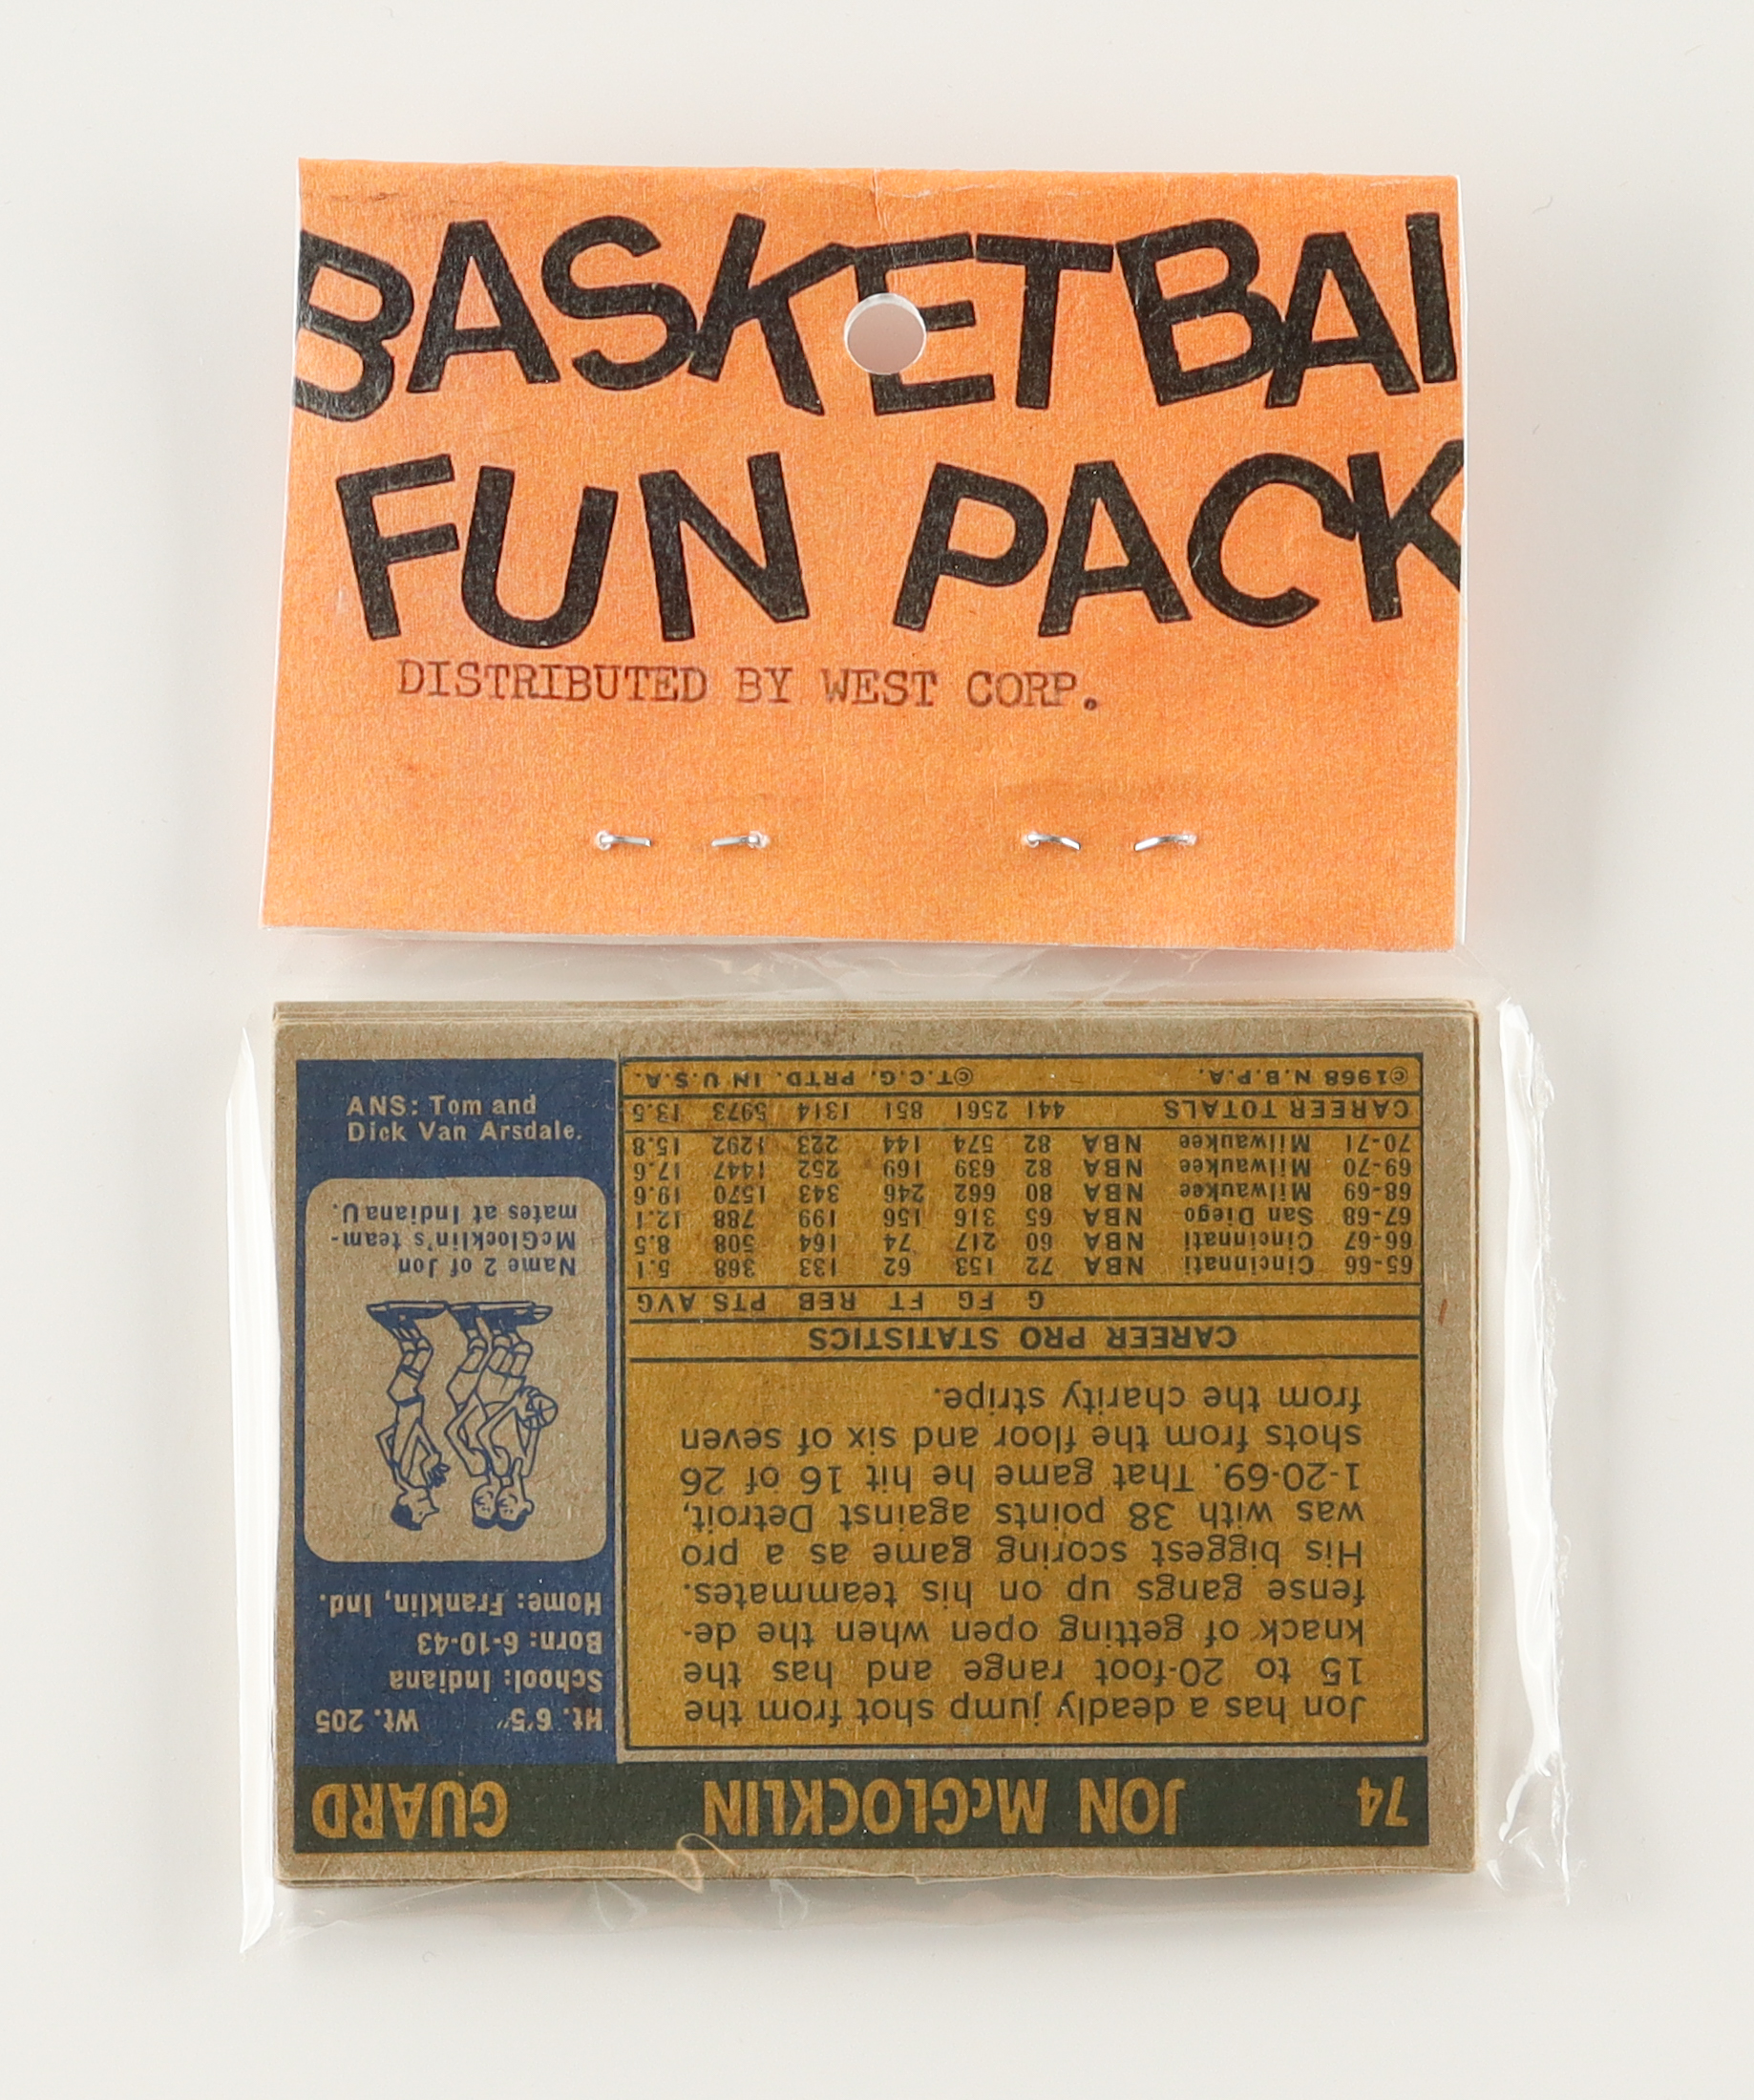 BASKETBAL
FUN PACK
DISTRIBUTED BY WEST CORP.
74 JON McGLOCKLIN GUARD
Jon has a deadly jump shot from the
15 to 20-foot range and has the
knack of getting open when the de-
fense gangs up on his teammates.
His biggest scoring game as a pro
was with 38 points against Detroit,
1-20-69. That game he hit 16 of 26
shots from the floor and six of seven
from the charity stripe.
CAREER PRO STATISTICS
G FG FT REB PTS AVG
65-66 Cincinnati NBA 72 153 62 133 368 5.1
66-67 Cincinnati NBA 60 217 74 164 508 8.5
67-68 San Diego NBA 65 316 156 199 788 12.1
68-69 Milwaukee NBA 80 662 246 343 1570 19.6
69-70 Milwaukee NBA 82 639 169 252 1447 17.6
70-71 Milwaukee NBA 82 574 144 223 1292 15.8
CAREER TOTALS 441 2561 851 1314 5973 13.5
©1968 N.B.P.A. ©T.C.G. PRTD. IN U.S.A.
Ht. 6'5" Wt. 205
School: Indiana
Born: 6-10-43
Home: Franklin, Ind.
Name 2 of Jon
McGlocklin's team-
mates at Indiana U.
ANS: Tom and
Dick Van Arsdale.